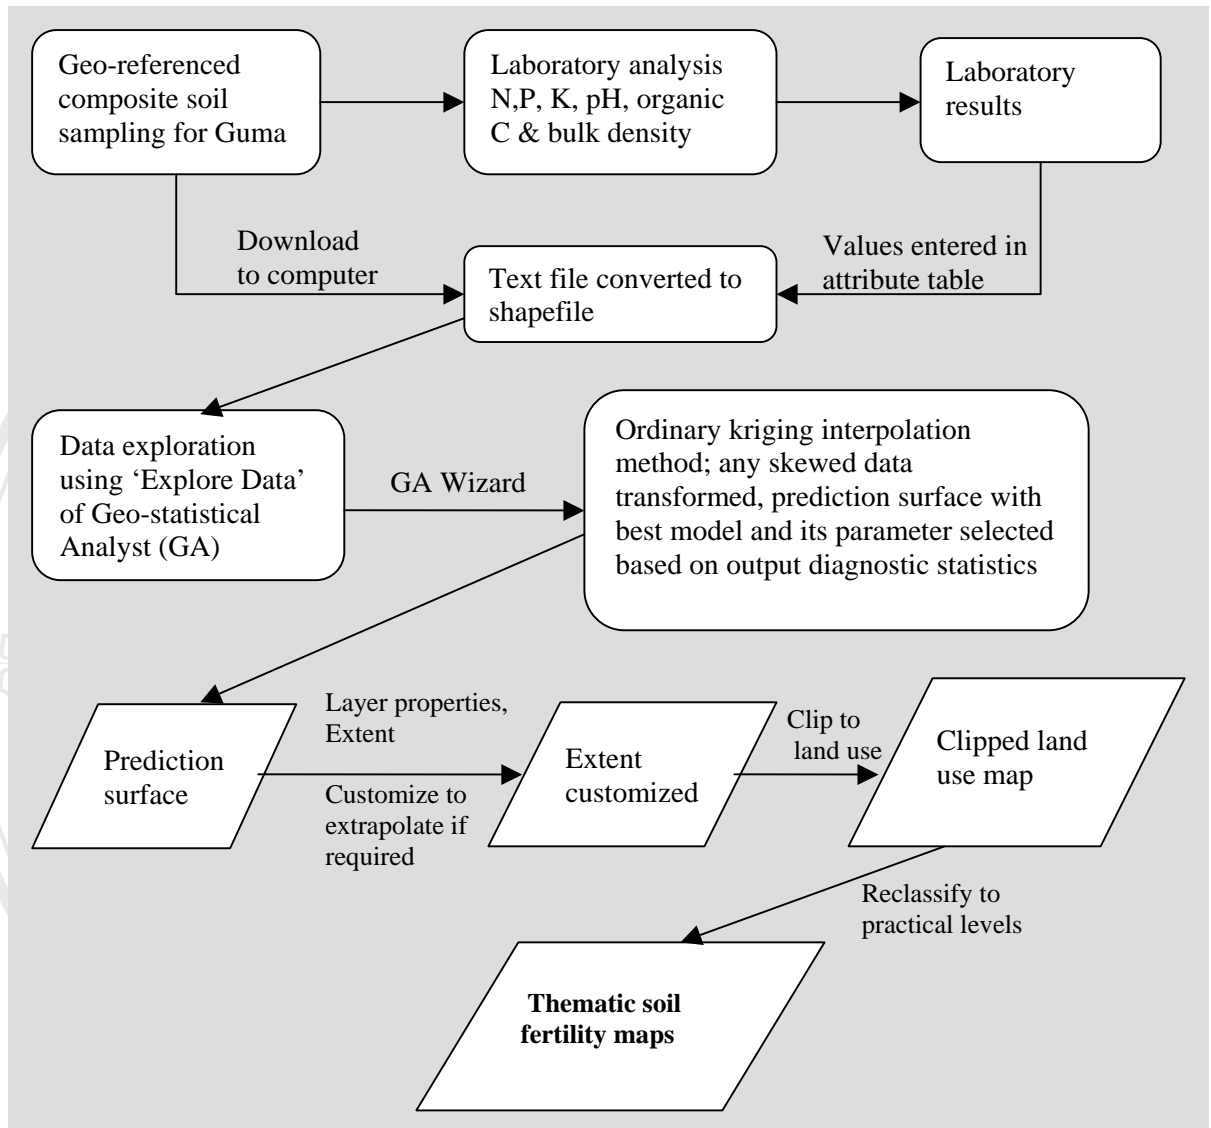 Geo-referenced
composite soil
sampling for Guma
Laboratory analysis
N,P, K, pH, organic
C & bulk density
Laboratory
results
Download
to computer
Values entered in
attribute table
Text file converted to
shapefile
Data exploration
using ‘Explore Data’
of Geo-statistical
Analyst (GA)
GA Wizard
Ordinary kriging interpolation
method; any skewed data
transformed, prediction surface with
best model and its parameter selected
based on output diagnostic statistics
Prediction
surface
Layer properties,
Extent
Customize to
extrapolate if
required
Extent
customized
Clip to
land use
Clipped land
use map
Reclassify to
practical levels
Thematic soil
fertility maps